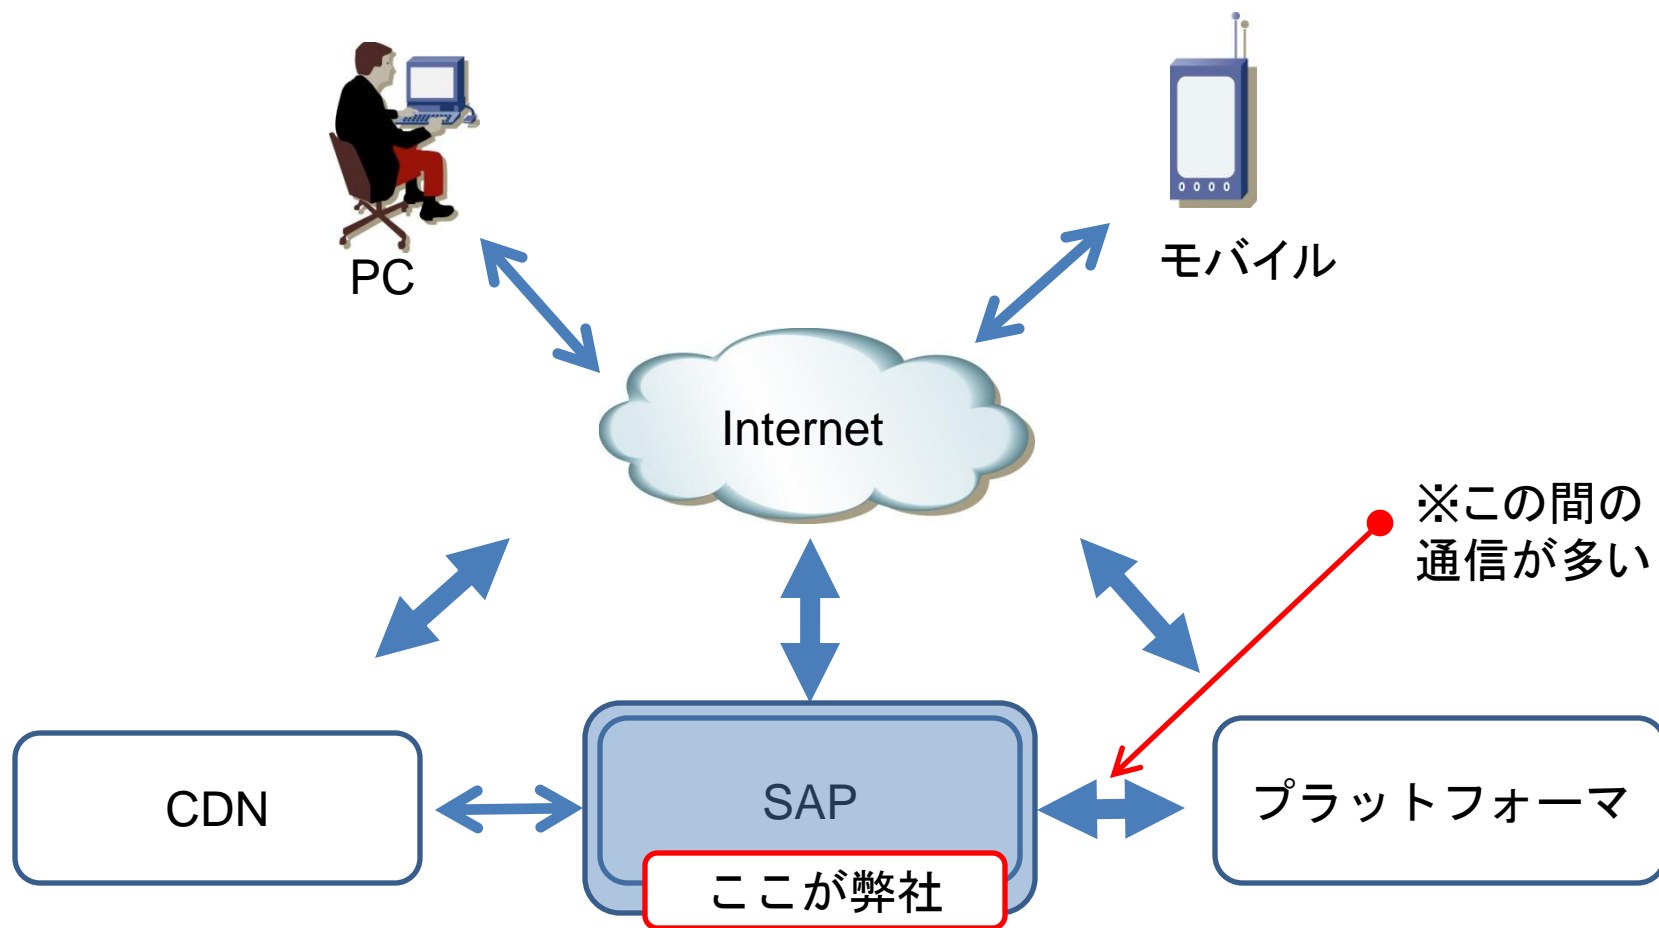 PC
モバイル
Internet
※この間の
通信が多い
CDN
SAP
プラットフォーマ
ここが弊社